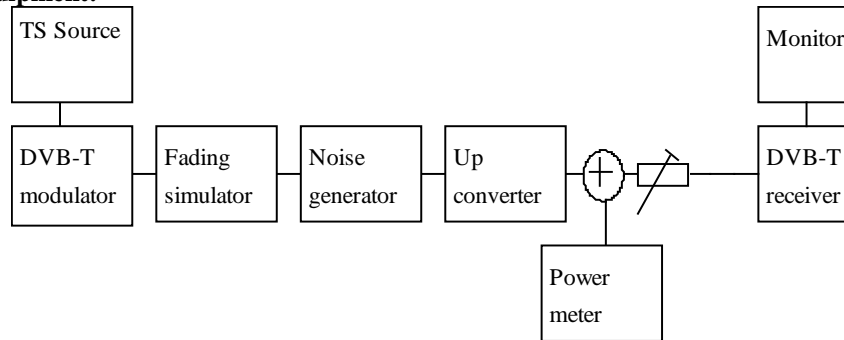 TS Source
Monitor
DVB-T
modulator
Fading
simulator
Noise
generator
Up
converter
+
DVB-T
receiver
Power
meter